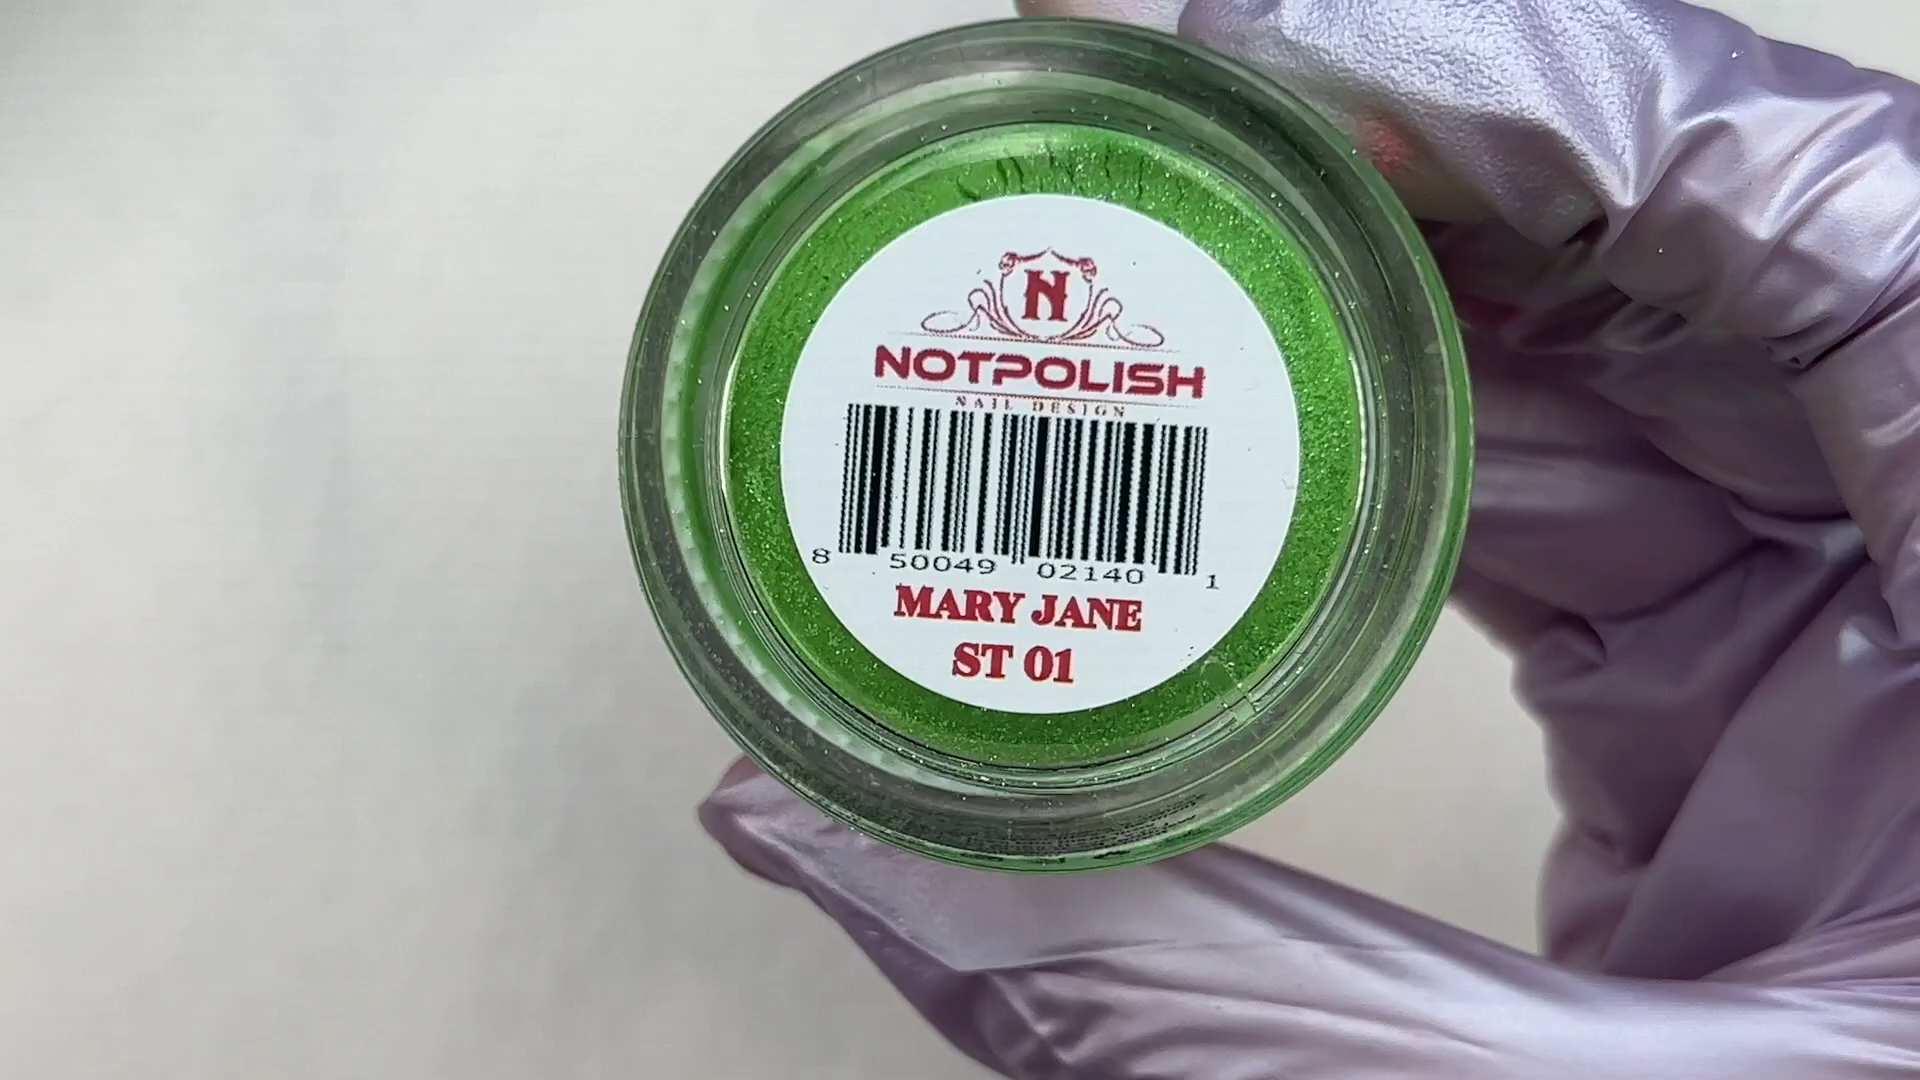 N
NOTPOLISH
NAIL DESIGN
8 50049 02140 1
MARY JANE
ST 01